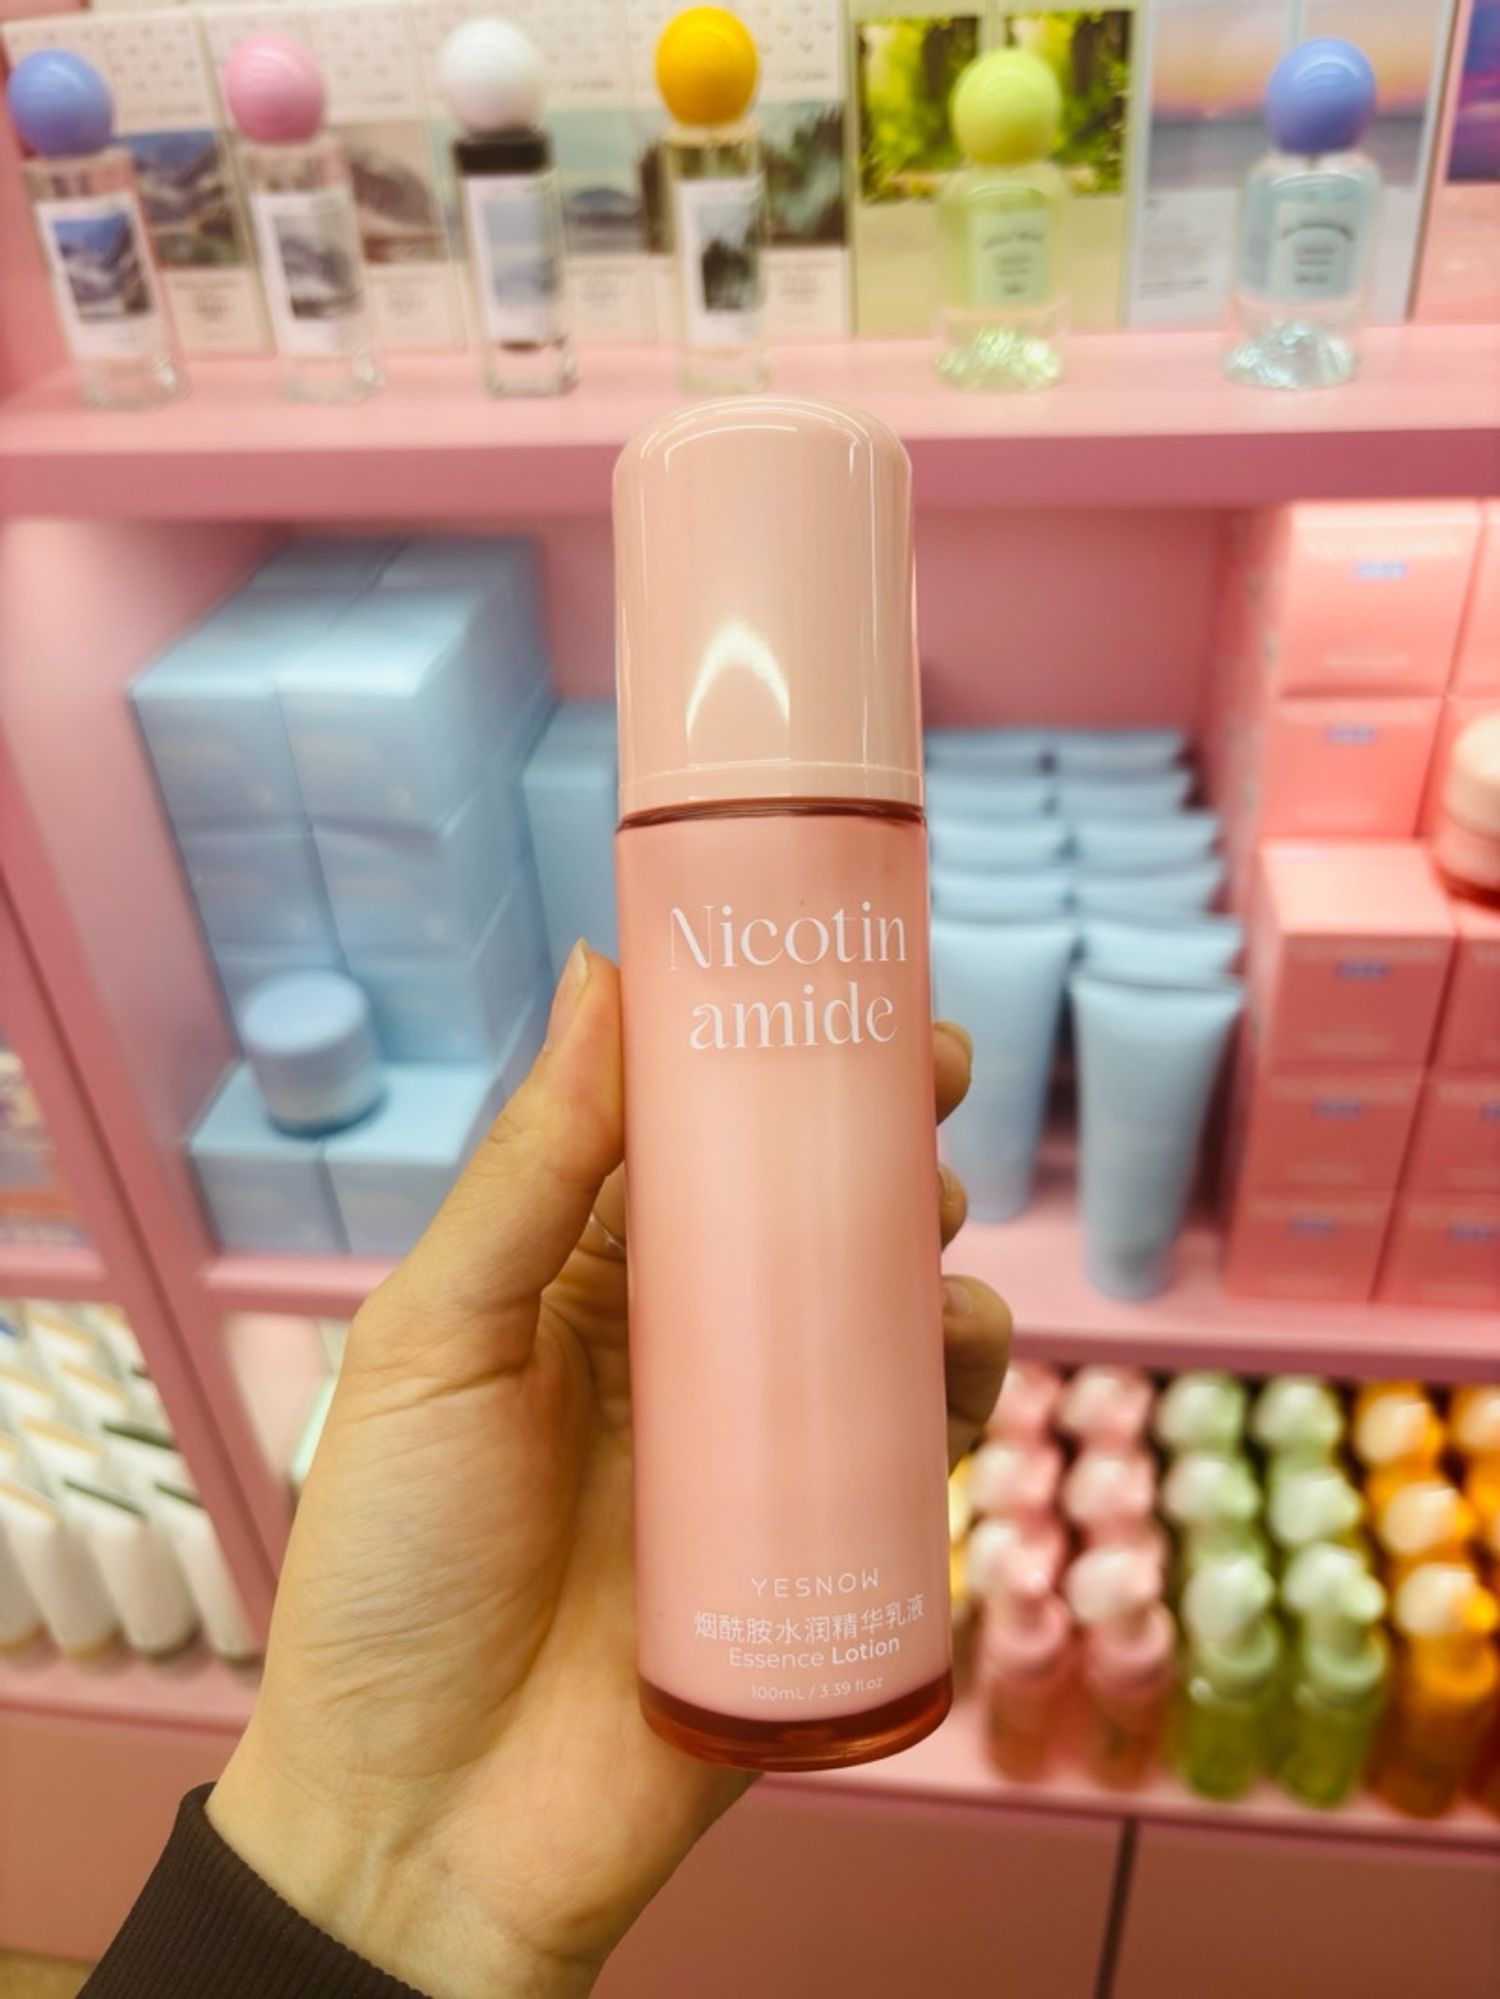 Nicotin
amide
YESNOW
烟酰胺水润精华乳液
Essence Lotion
100mL / 3.39 fl.oz